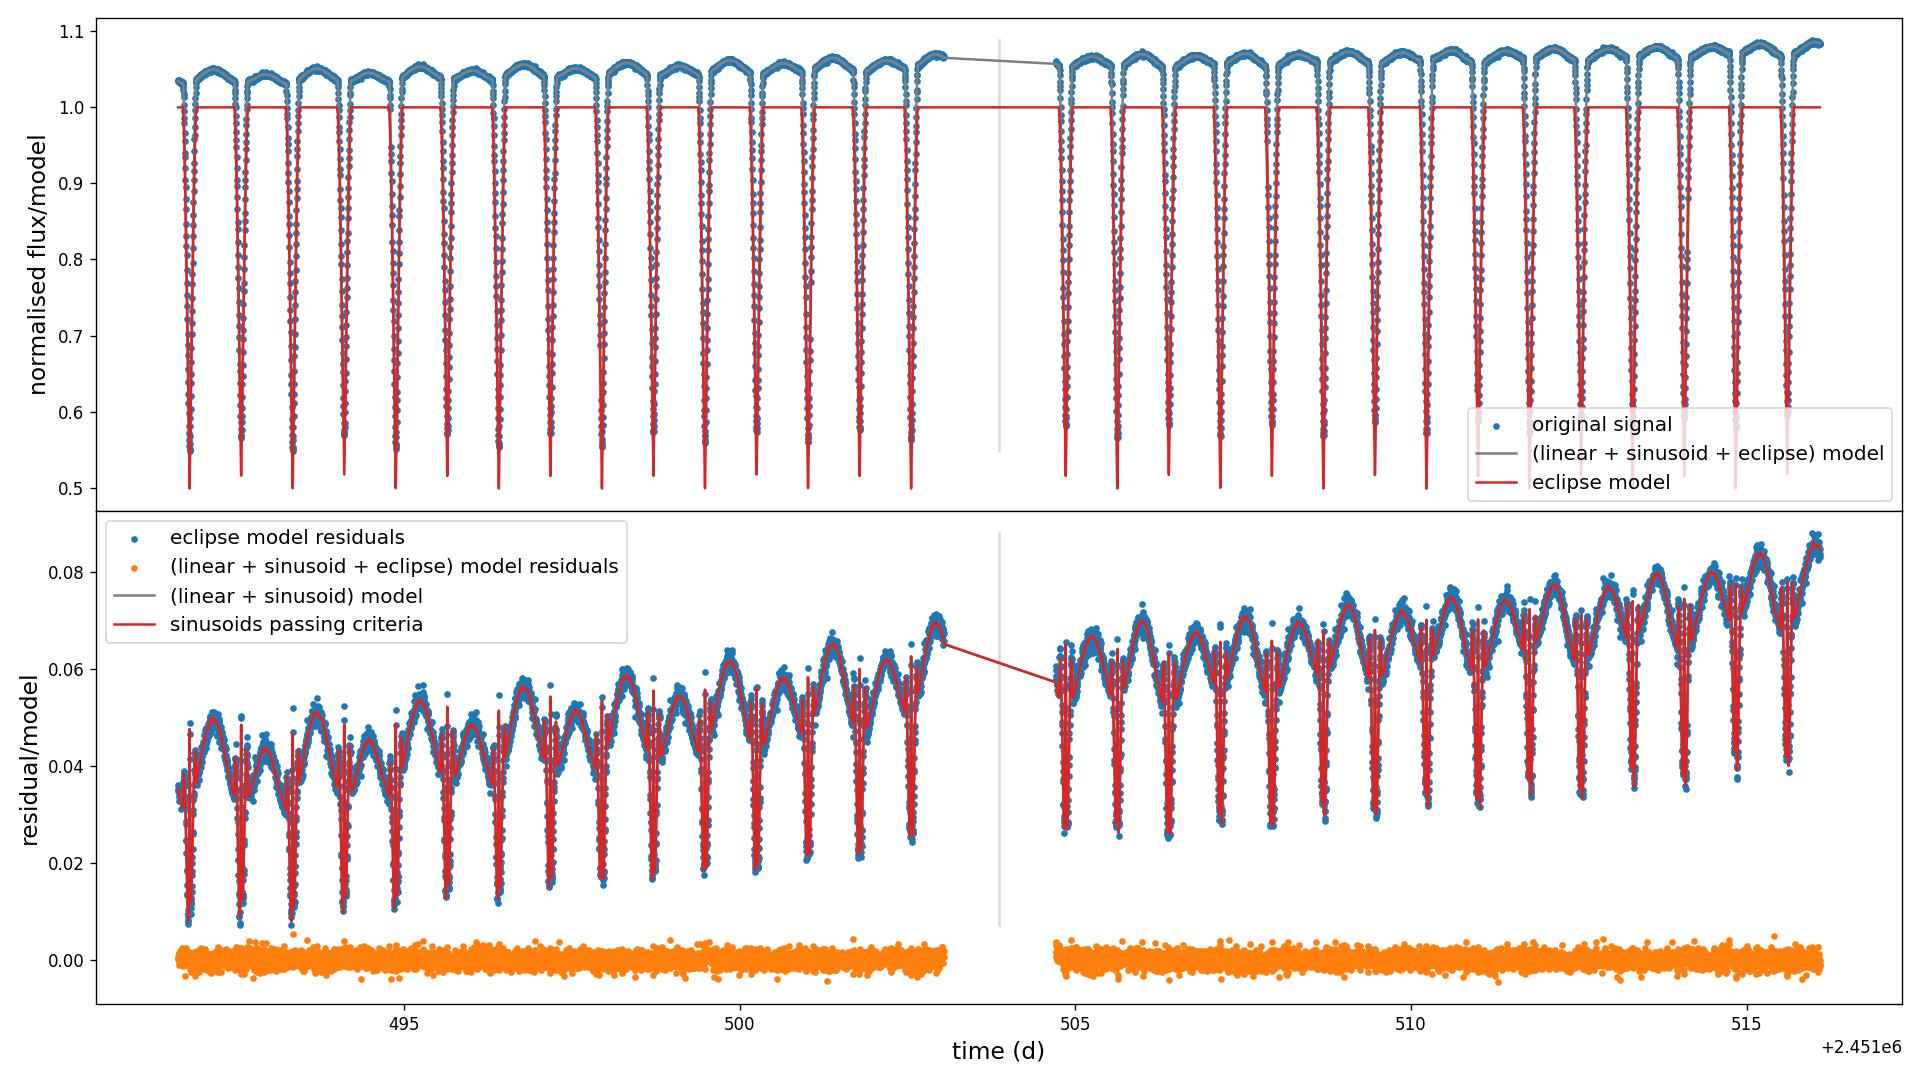 normalised flux/model
1.1
1.0
0.9
0.8
0.7
0.6
0.5
original signal
(linear + sinusoid + eclipse) model
eclipse model
residual/model
0.08
0.06
0.04
0.02
0.00
eclipse model residuals
(linear + sinusoid + eclipse) model residuals
(linear + sinusoid) model
sinusoids passing criteria
495
500
505
510
515
time (d)
+2.451e6